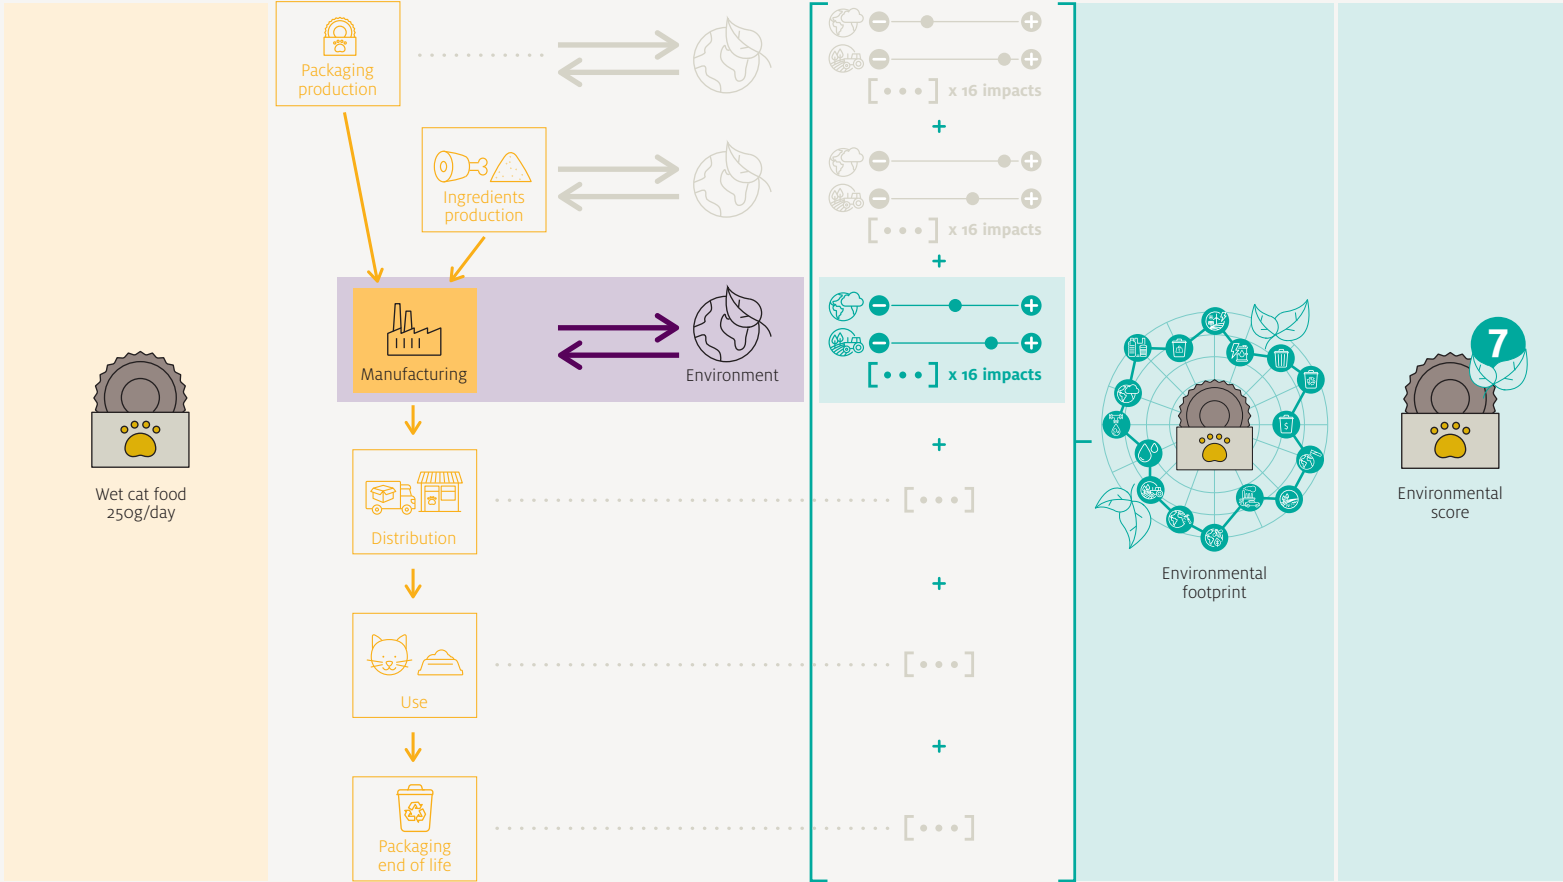 Packaging
production
x 16 impacts
+
Ingredients
production
x 16 impacts
+
Manufacturing
Environment
x 16 impacts
+
Wet cat food
250g/day
Distribution
[•••]
+
Use
[•••]
+
Packaging
end of life
[•••]
Environmental
footprint
7
Environmental
score